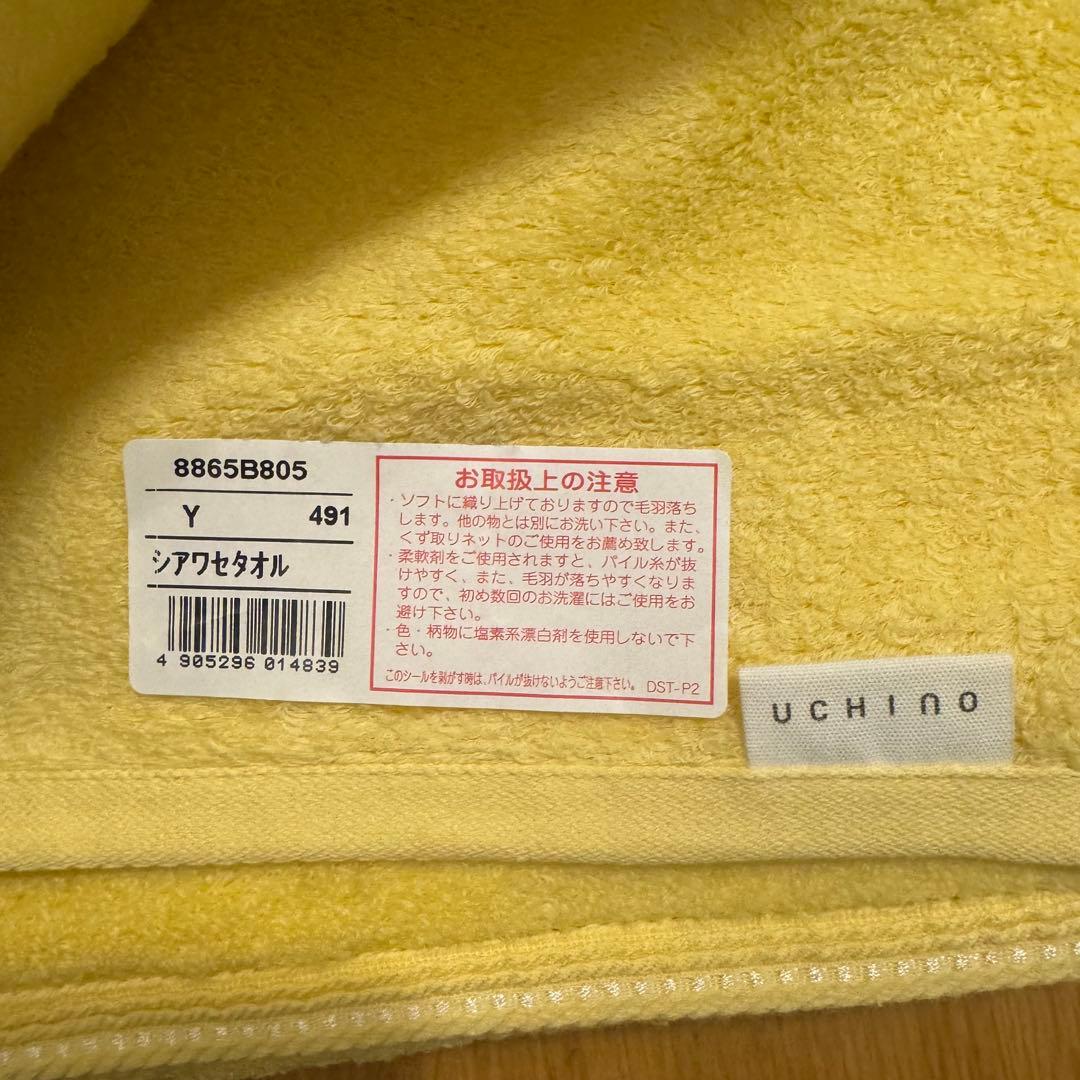 8865B805
Y 491
シアワセタオル
4 905296 014839
お取扱上の注意
・ソフトに織り上げておりますので毛羽落ち
します。他の物とは別にお洗い下さい。また、
くず取りネットのご使用をお薦め致します。
・柔軟剤をご使用されますと、パイル糸が抜
けやすく、また、毛羽が落ちやすくなりま
すので、初め数回のお洗濯にはご使用をお
避け下さい。
・色・柄物に塩素系漂白剤を使用しないで下
さい。
このシールを剥がす時は、パイルが抜けないようご注意下さい。 DST-P2
UCHINO